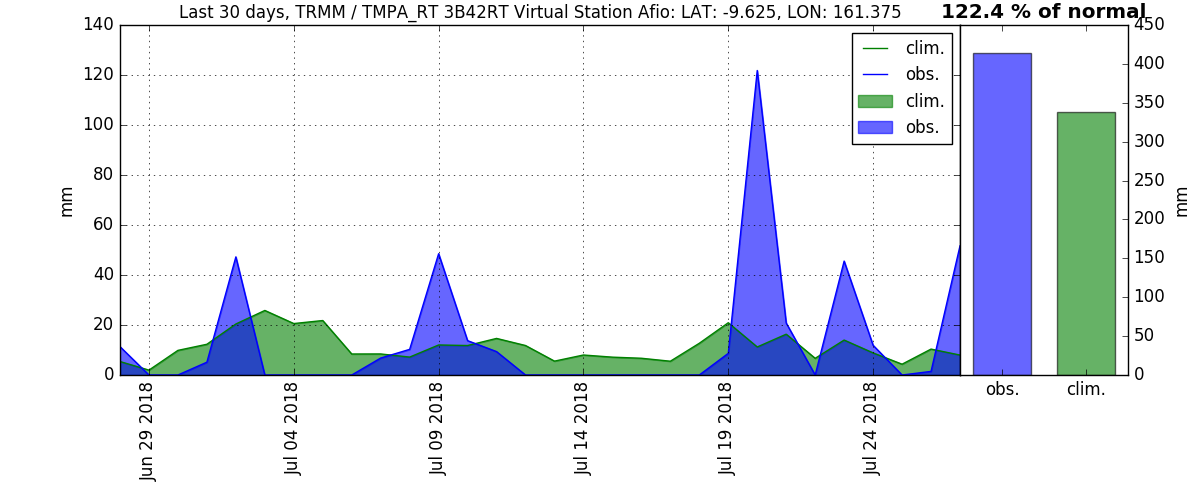 Last 30 days, TRMM / TMPA_RT 3B42RT Virtual Station Afio: LAT: -9.625, LON: 161.375
122.4 % of normal
140
120
100
80
60
40
20
0
mm
Jun 29 2018
Jul 04 2018
Jul 09 2018
Jul 14 2018
Jul 19 2018
Jul 24 2018
clim.
obs.
clim.
obs.
450
400
350
300
250
200
150
100
50
0
mm
obs.
clim.